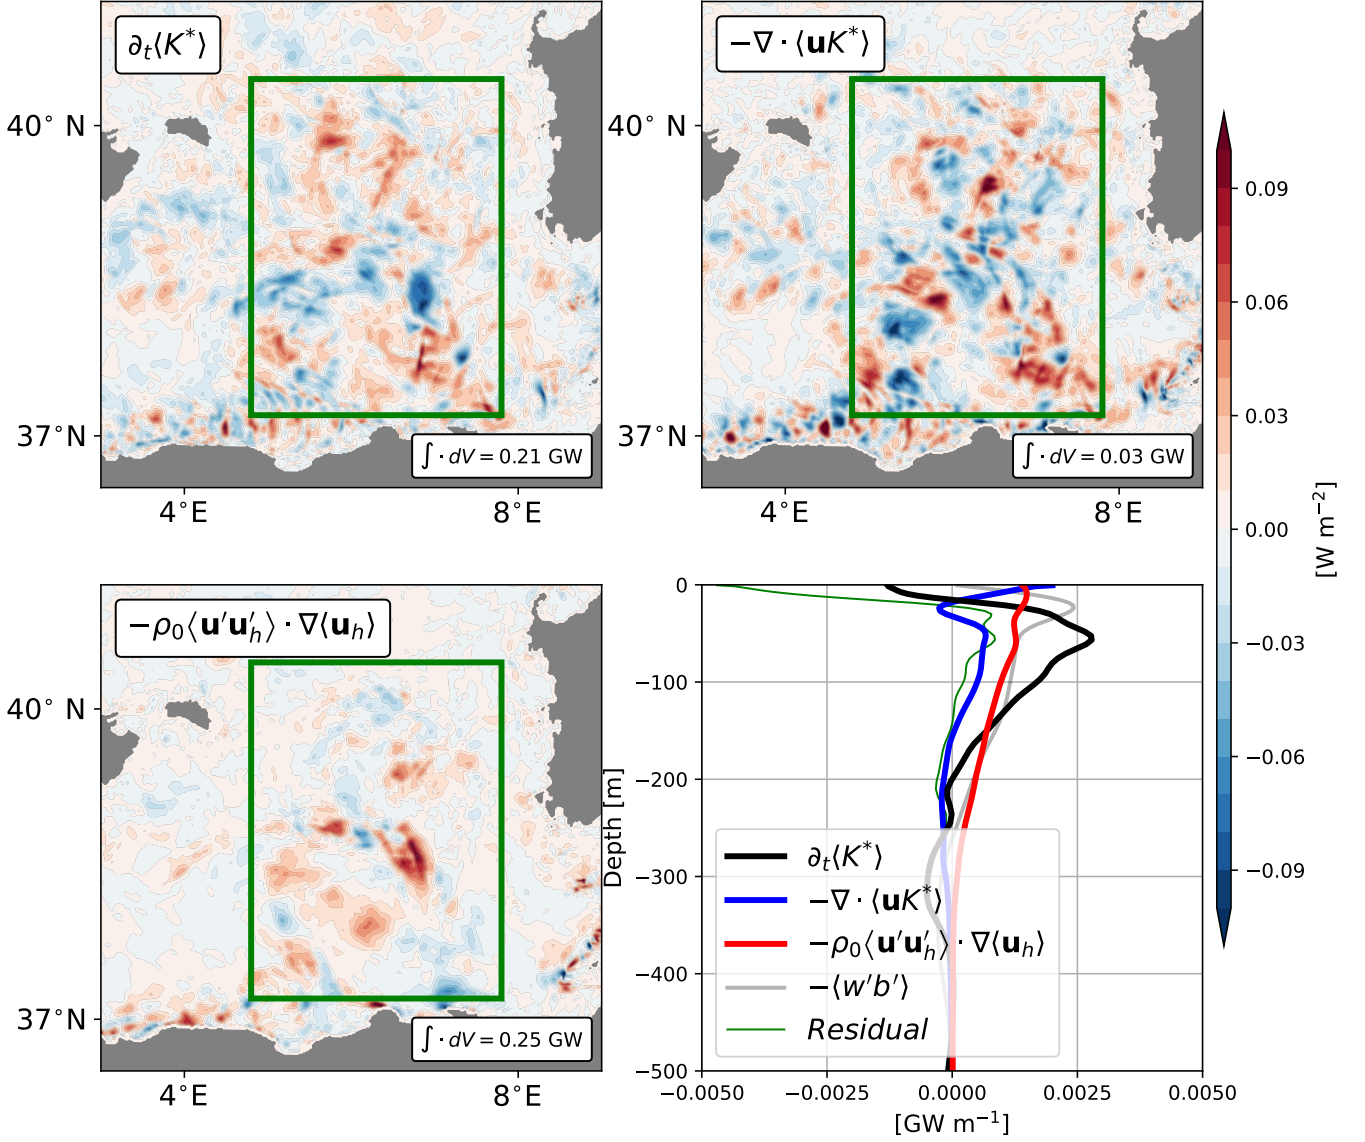 ∂ₜ⟨K*⟩
−∇ · ⟨𝐮K*⟩
40° N
37°N
∫ · dV = 0.21 GW
4°E
8°E
40° N
37°N
∫ · dV = 0.03 GW
4°E
8°E
0.09
0.06
0.03
0.00
−0.03
−0.06
−0.09
[W m⁻²]
−ρ₀⟨𝐮′𝐮′ₕ⟩ · ∇⟨𝐮ₕ⟩
40° N
37°N
∫ · dV = 0.25 GW
4°E
8°E
Depth [m]
0
−100
−200
−300
−400
−500
∂ₜ⟨K*⟩
−∇ · ⟨𝐮K*⟩
−ρ₀⟨𝐮′𝐮′ₕ⟩ · ∇⟨𝐮ₕ⟩
−⟨w′b′⟩
Residual
−0.0050
−0.0025
0.0000
0.0025
0.0050
[GW m⁻¹]